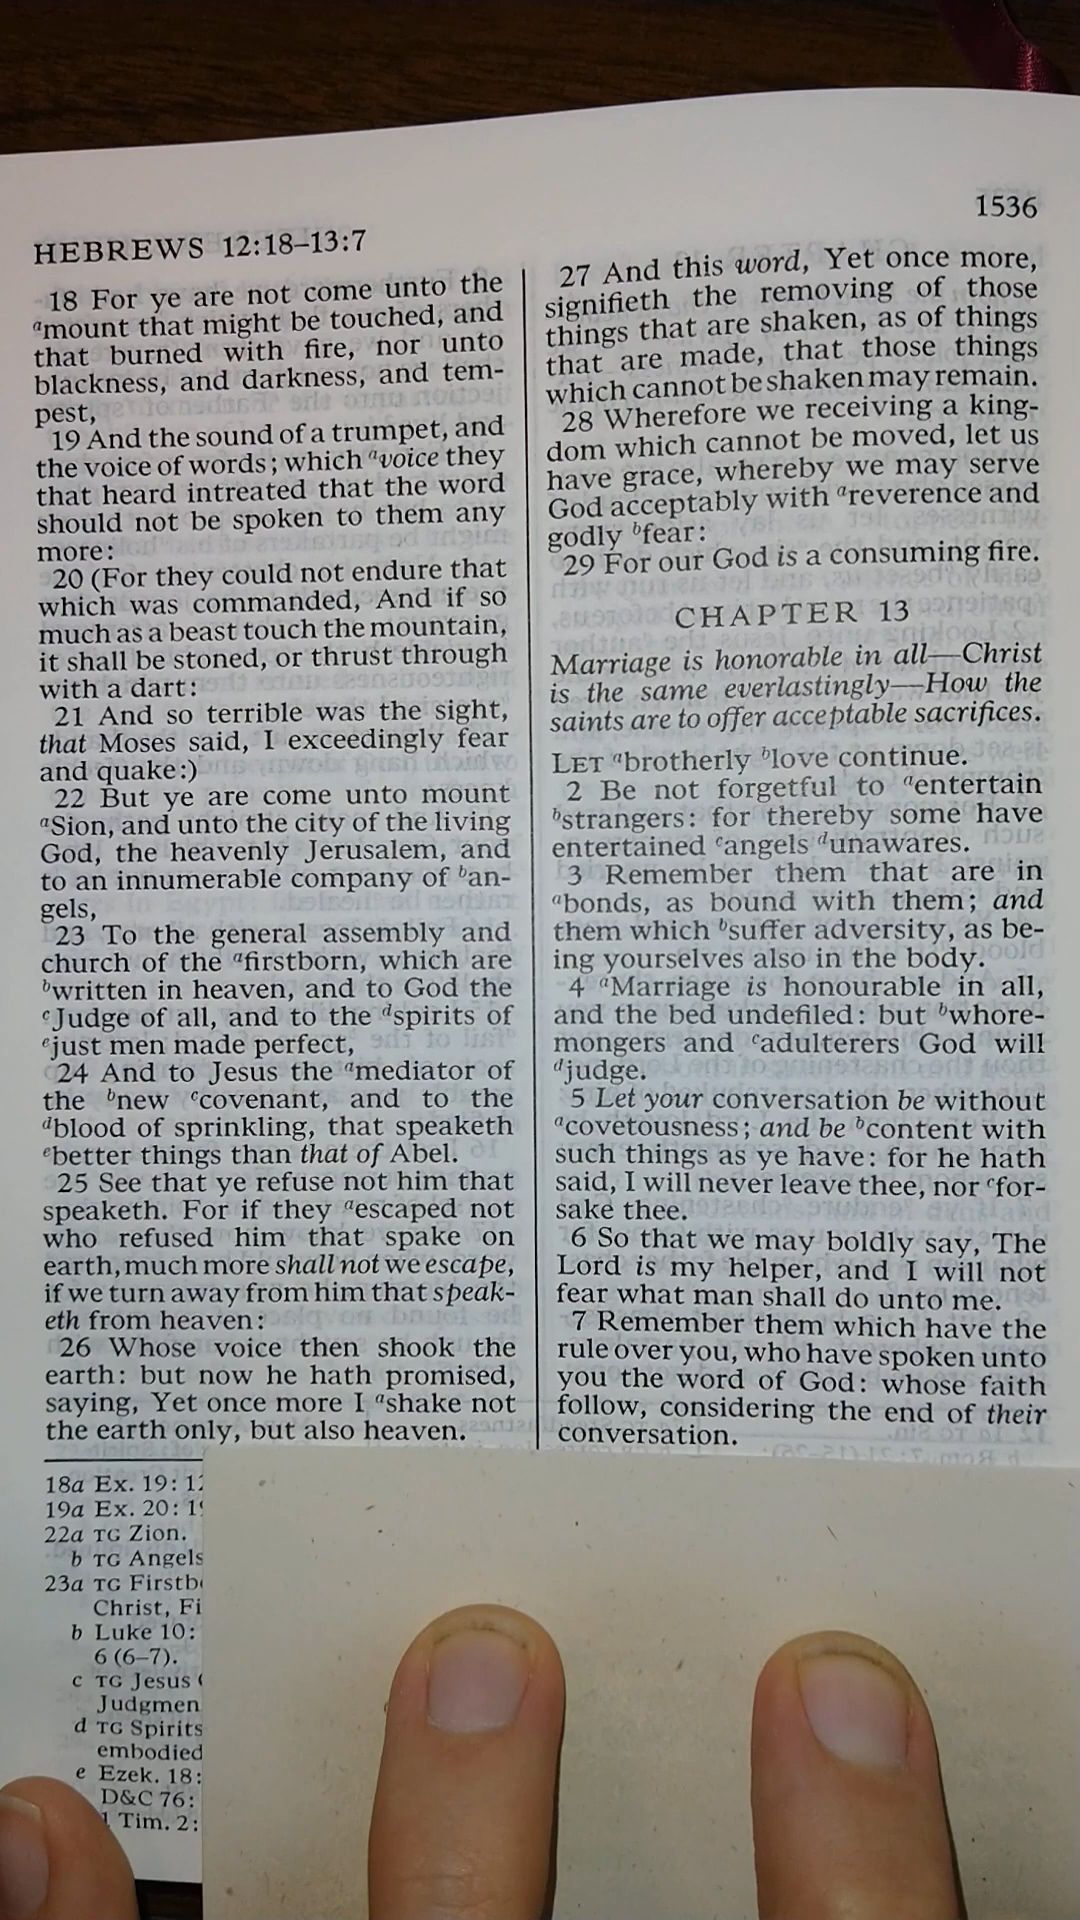 1536
HEBREWS 12:18–13:7
18 For ye are not come unto the
ᵃmount that might be touched, and
that burned with fire, nor unto
blackness, and darkness, and tem-
pest,
19 And the sound of a trumpet, and
the voice of words; which ᵃvoice they
that heard intreated that the word
should not be spoken to them any
more:
20 (For they could not endure that
which was commanded, And if so
much as a beast touch the mountain,
it shall be stoned, or thrust through
with a dart:
21 And so terrible was the sight,
that Moses said, I exceedingly fear
and quake:)
22 But ye are come unto mount
ᵃSion, and unto the city of the living
God, the heavenly Jerusalem, and
to an innumerable company of ᵇan-
gels,
23 To the general assembly and
church of the ᵃfirstborn, which are
ᵇwritten in heaven, and to God the
ᶜJudge of all, and to the ᵈspirits of
ᵉjust men made perfect,
24 And to Jesus the ᵃmediator of
the ᵇnew ᶜcovenant, and to the
ᵈblood of sprinkling, that speaketh
ᵉbetter things than that of Abel.
25 See that ye refuse not him that
speaketh. For if they ᵃescaped not
who refused him that spake on
earth, much more shall not we escape,
if we turn away from him that speak-
eth from heaven:
26 Whose voice then shook the
earth: but now he hath promised,
saying, Yet once more I ᵃshake not
the earth only, but also heaven.
27 And this word, Yet once more,
signifieth the removing of those
things that are shaken, as of things
that are made, that those things
which cannot be shaken may remain.
28 Wherefore we receiving a king-
dom which cannot be moved, let us
have grace, whereby we may serve
God acceptably with ᵃreverence and
godly ᵇfear:
29 For our God is a consuming fire.
CHAPTER 13
Marriage is honorable in all—Christ
is the same everlastingly—How the
saints are to offer acceptable sacrifices.
LET ᵃbrotherly ᵇlove continue.
2 Be not forgetful to ᵃentertain
ᵇstrangers: for thereby some have
entertained ᶜangels ᵈunawares.
3 Remember them that are in
ᵃbonds, as bound with them; and
them which ᵇsuffer adversity, as be-
ing yourselves also in the body.
4 ᵃMarriage is honourable in all,
and the bed undefiled: but ᵇwhore-
mongers and ᶜadulterers God will
ᵈjudge.
5 Let your conversation be without
ᵃcovetousness; and be ᵇcontent with
such things as ye have: for he hath
said, I will never leave thee, nor ᶜfor-
sake thee.
6 So that we may boldly say, The
Lord is my helper, and I will not
fear what man shall do unto me.
7 Remember them which have the
rule over you, who have spoken unto
you the word of God: whose faith
follow, considering the end of their
conversation.
18a Ex. 19:
19a Ex. 20:
22a TG Zion.
b TG Angels
23a TG
Christ,
b Luke 10:
6 (6–7).
c TG Jesus
d TG Spirits
embodied
e Ezek. 18:
D&C 76:
Tim. 2: